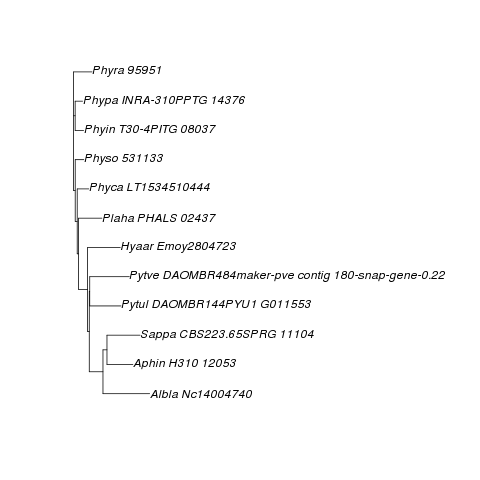 Phyra 95951
Phypa INRA-310PPTG 14376
Phyin T30-4PITG 08037
Physo 531133
Phyca LT1534510444
Plaha PHALS 02437
Hyaar Emoy2804723
Pytve DAOMBR484maker-pve contig 180-snap-gene-0.22
Pytul DAOMBR144PYU1 G011553
Sappa CBS223.65SPRG 11104
Aphin H310 12053
Albla Nc14004740